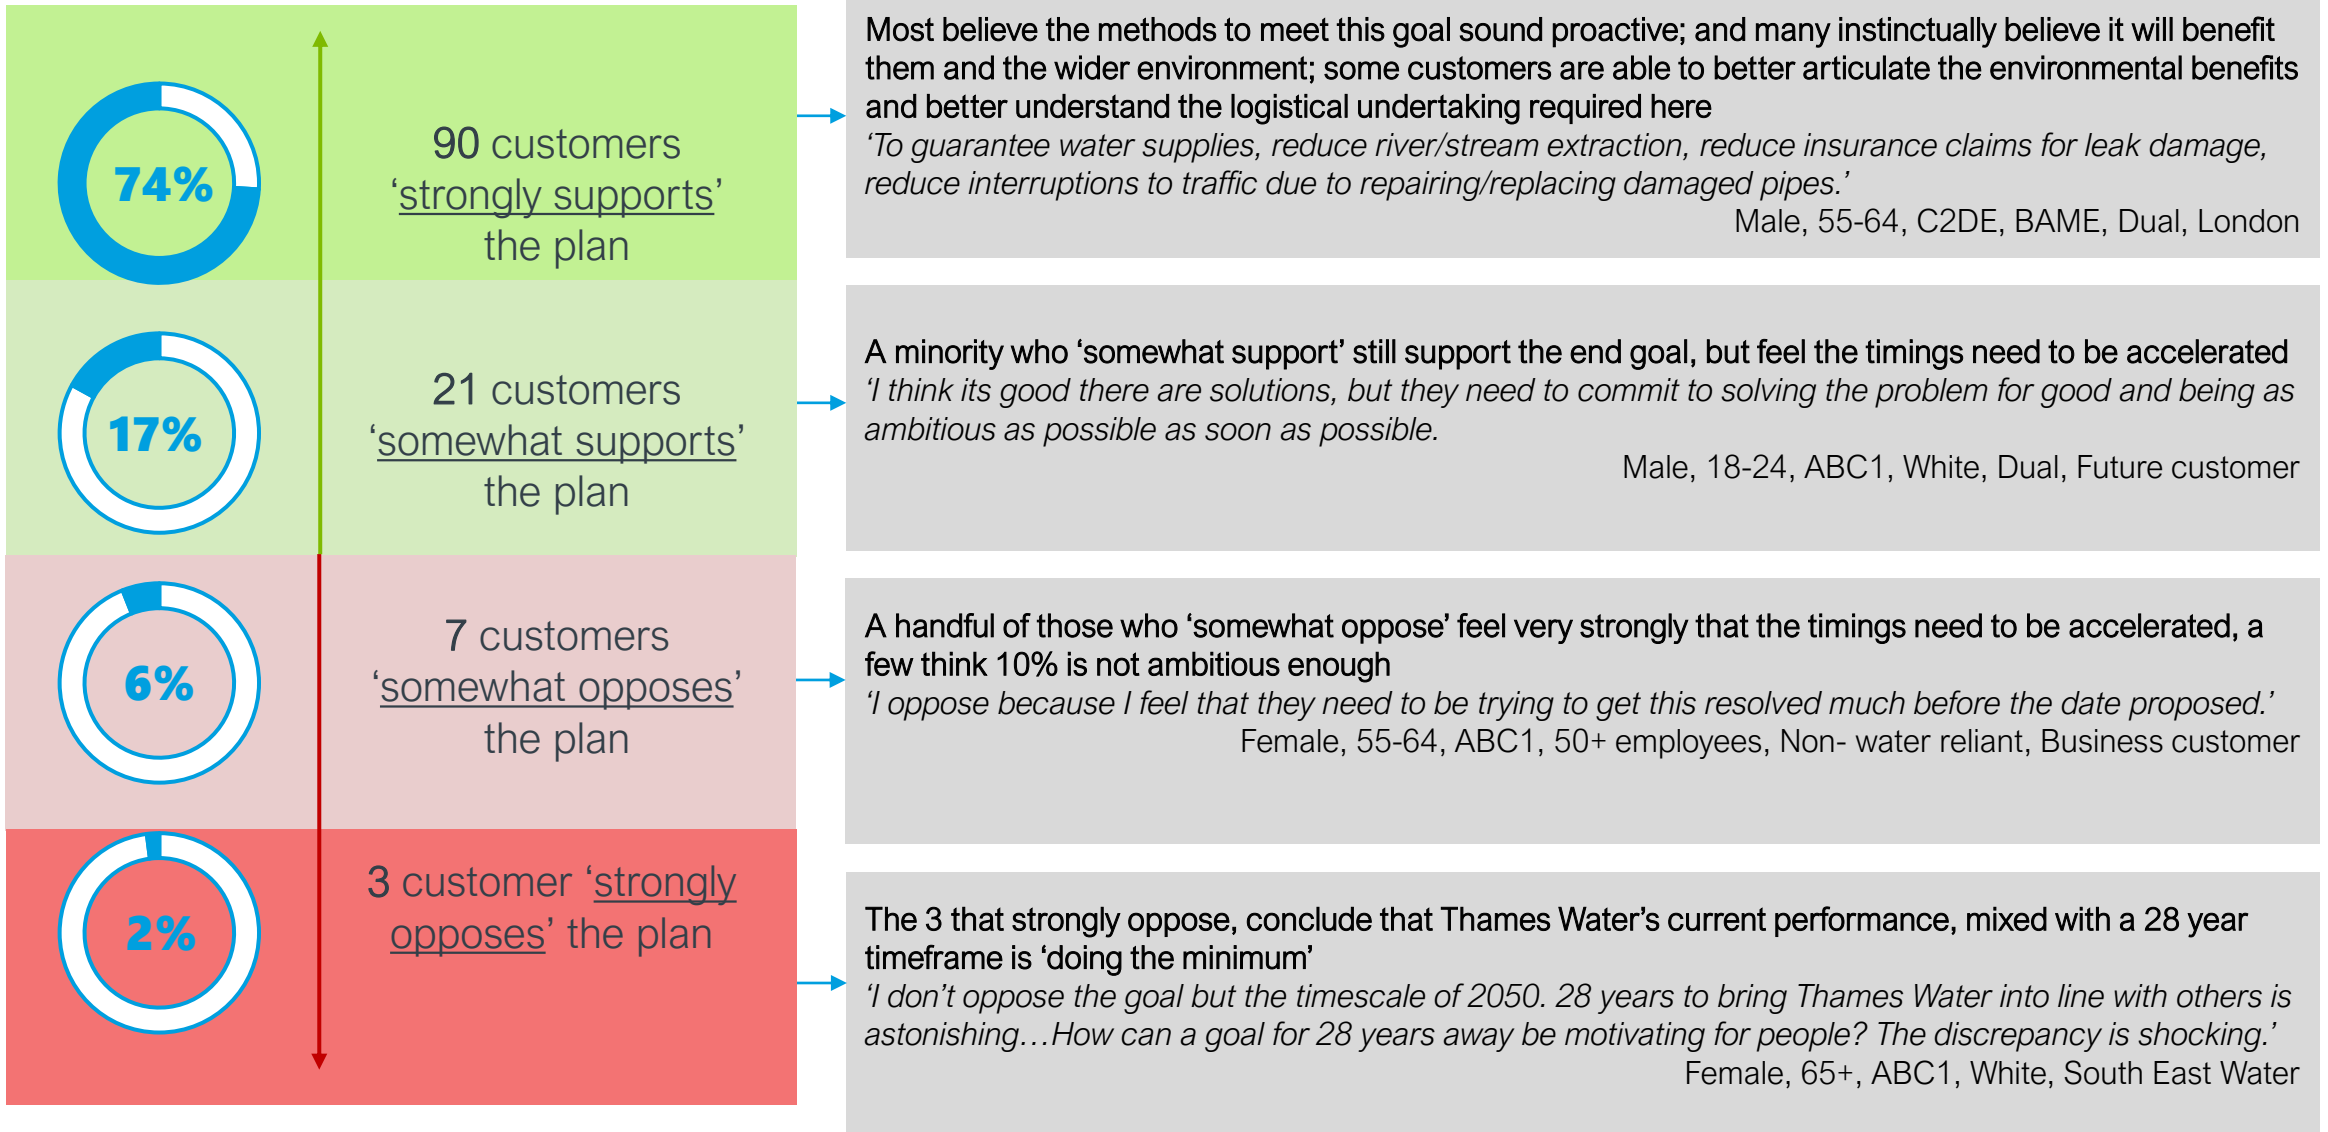 74%
90 customers
‘strongly supports’
the plan
Most believe the methods to meet this goal sound proactive; and many instinctually believe it will benefit
them and the wider environment; some customers are able to better articulate the environmental benefits
and better understand the logistical undertaking required here
‘To guarantee water supplies, reduce river/stream extraction, reduce insurance claims for leak damage,
reduce interruptions to traffic due to repairing/replacing damaged pipes.’
Male, 55-64, C2DE, BAME, Dual, London
17%
21 customers
‘somewhat supports’
the plan
A minority who ‘somewhat support’ still support the end goal, but feel the timings need to be accelerated
‘I think its good there are solutions, but they need to commit to solving the problem for good and being as
ambitious as possible as soon as possible.
Male, 18-24, ABC1, White, Dual, Future customer
6%
7 customers
‘somewhat opposes’
the plan
A handful of those who ‘somewhat oppose’ feel very strongly that the timings need to be accelerated, a
few think 10% is not ambitious enough
‘I oppose because I feel that they need to be trying to get this resolved much before the date proposed.’
Female, 55-64, ABC1, 50+ employees, Non- water reliant, Business customer
2%
3 customer ‘strongly
opposes’ the plan
The 3 that strongly oppose, conclude that Thames Water’s current performance, mixed with a 28 year
timeframe is ‘doing the minimum’
‘I don’t oppose the goal but the timescale of 2050. 28 years to bring Thames Water into line with others is
astonishing…How can a goal for 28 years away be motivating for people? The discrepancy is shocking.’
Female, 65+, ABC1, White, South East Water